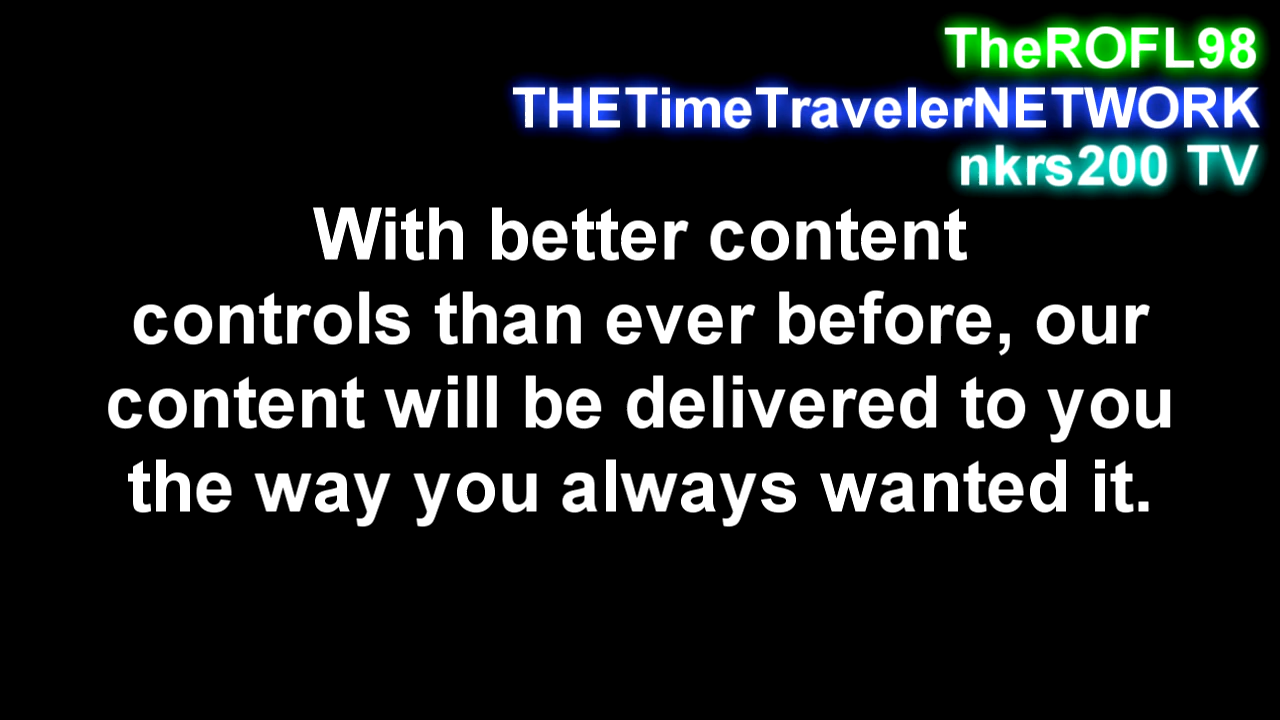 TheROFL98
THETimeTravelerNETWORK
nkrs200 TV
With better content
controls than ever before, our
content will be delivered to you
the way you always wanted it.